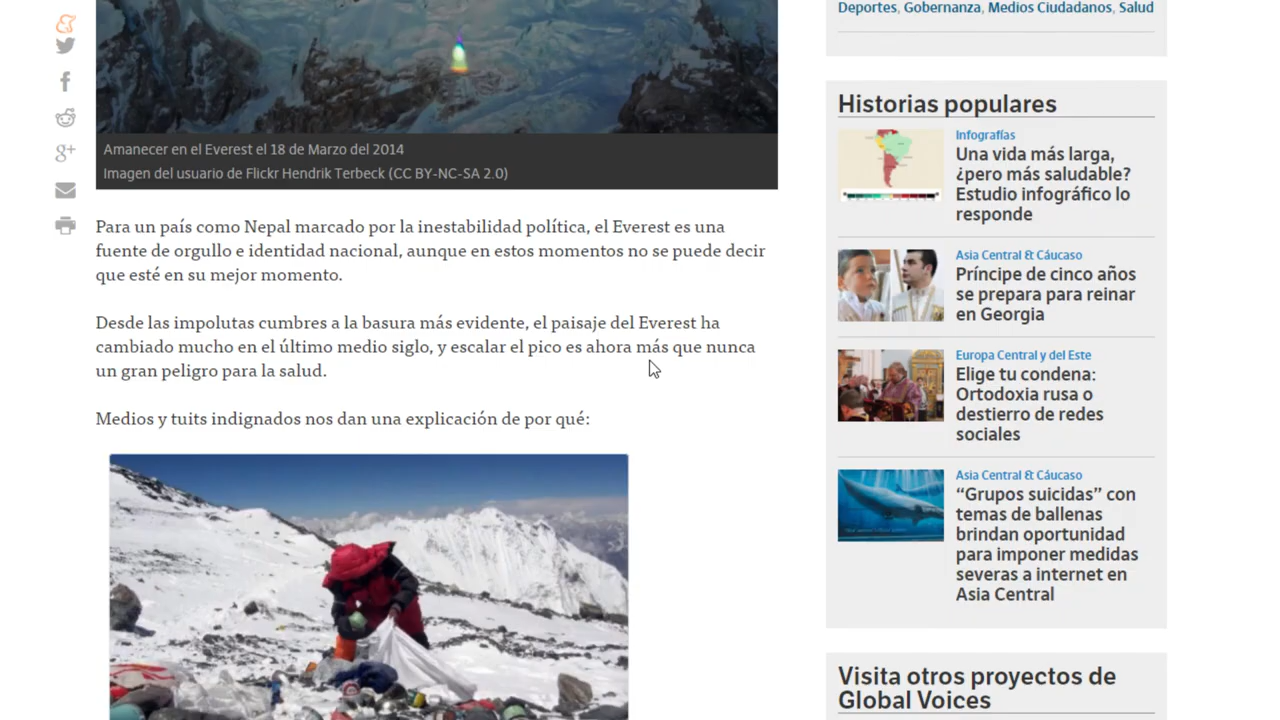 Amanecer en el Everest el 18 de Marzo del 2014
Imagen del usuario de Flickr Hendrik Terbeck (CC BY-NC-SA 2.0)
Para un país como Nepal marcado por la inestabilidad política, el Everest es una
fuente de orgullo e identidad nacional, aunque en estos momentos no se puede decir
que esté en su mejor momento.
Desde las impolutas cumbres a la basura más evidente, el paisaje del Everest ha
cambiado mucho en el último medio siglo, y escalar el pico es ahora más que nunca
un gran peligro para la salud.
Medios y tuits indignados nos dan una explicación de por qué:
Deportes, Gobernanza, Medios Ciudadanos, Salud
Historias populares
Infografías
Una vida más larga,
¿pero más saludable?
Estudio infográfico lo
responde
Asia Central & Cáucaso
Príncipe de cinco años
se prepara para reinar
en Georgia
Europa Central y del Este
Elige tu condena:
Ortodoxia rusa o
destierro de redes
sociales
Asia Central & Cáucaso
“Grupos suicidas” con
temas de ballenas
brindan oportunidad
para imponer medidas
severas a internet en
Asia Central
Visita otros proyectos de
Global Voices